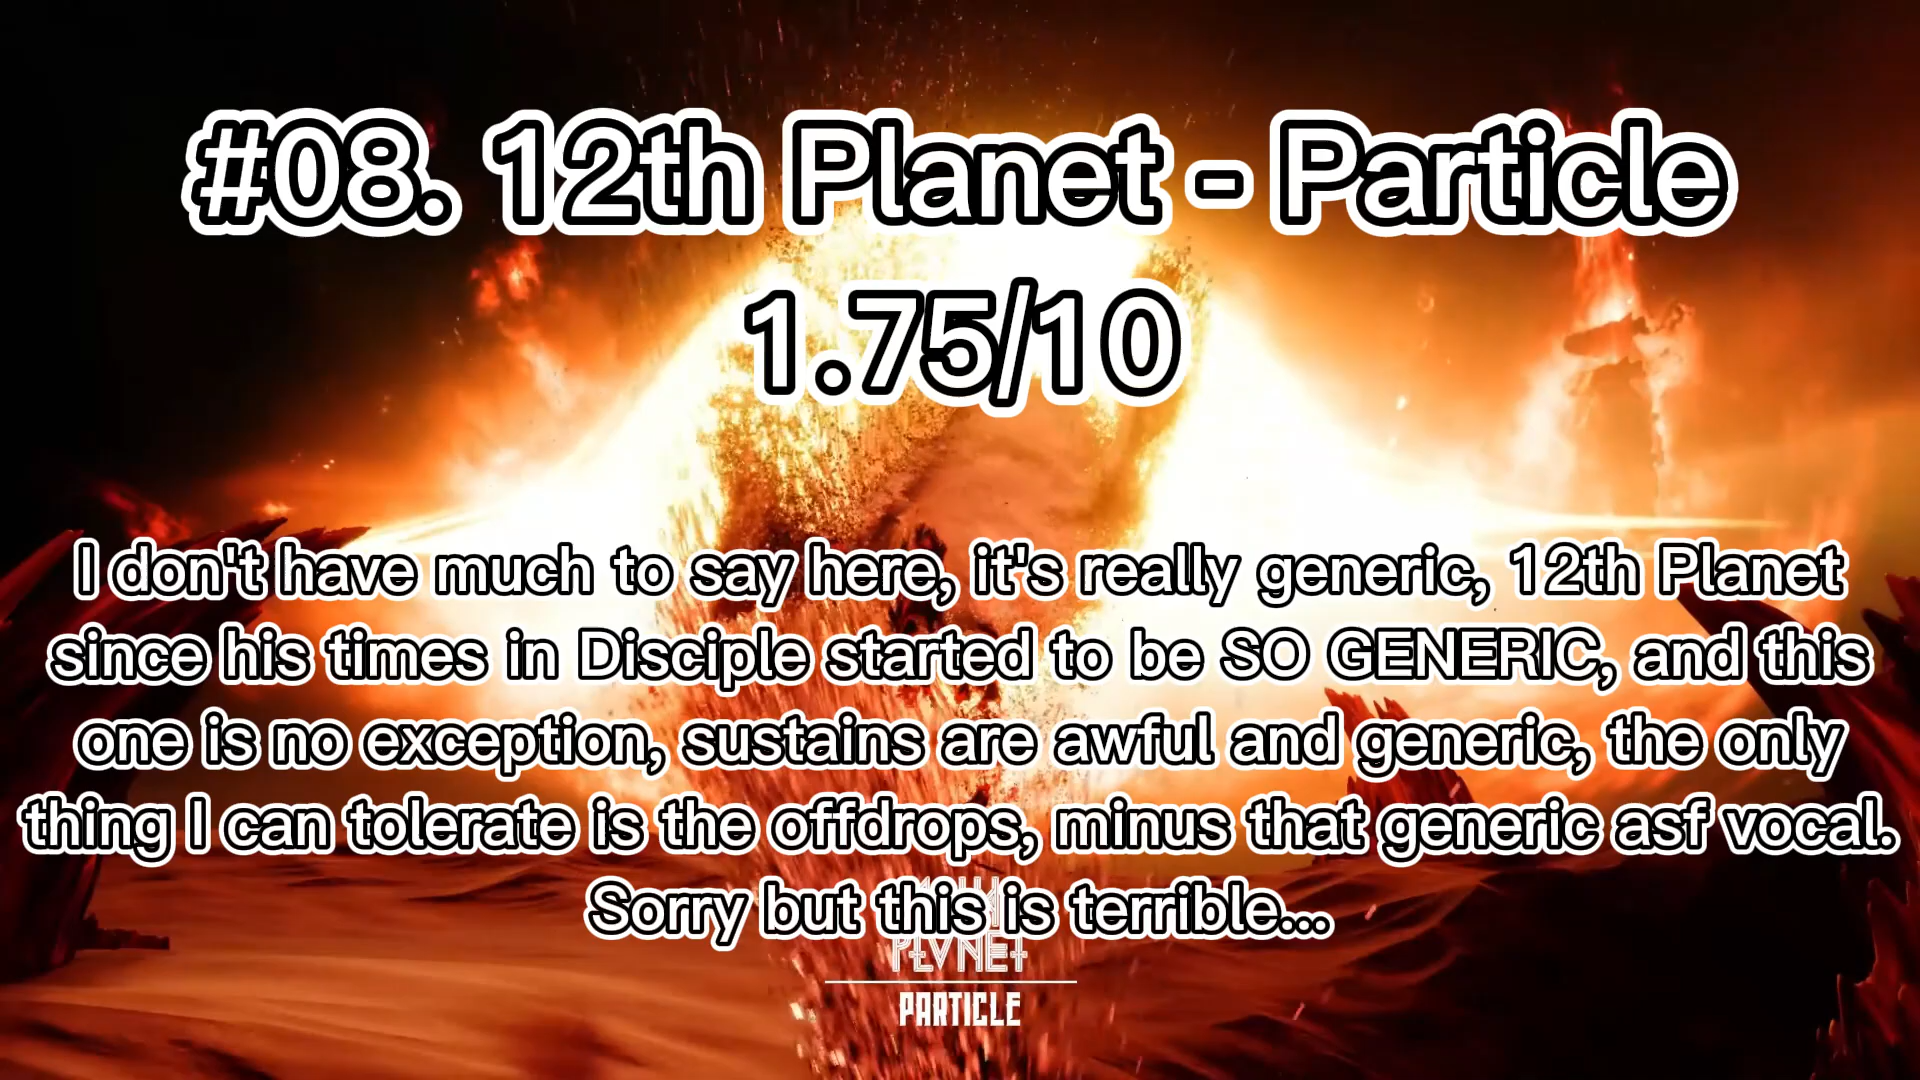 #08. 12th Planet - Particle
1.75/10
I don't have much to say here, it's really generic, 12th Planet
since his times in Disciple started to be SO GENERIC, and this
one is no exception, sustains are awful and generic, the only
thing I can tolerate is the offdrops, minus that generic asf vocal.
Sorry but this is terrible...
PLVNET
PARTICLE